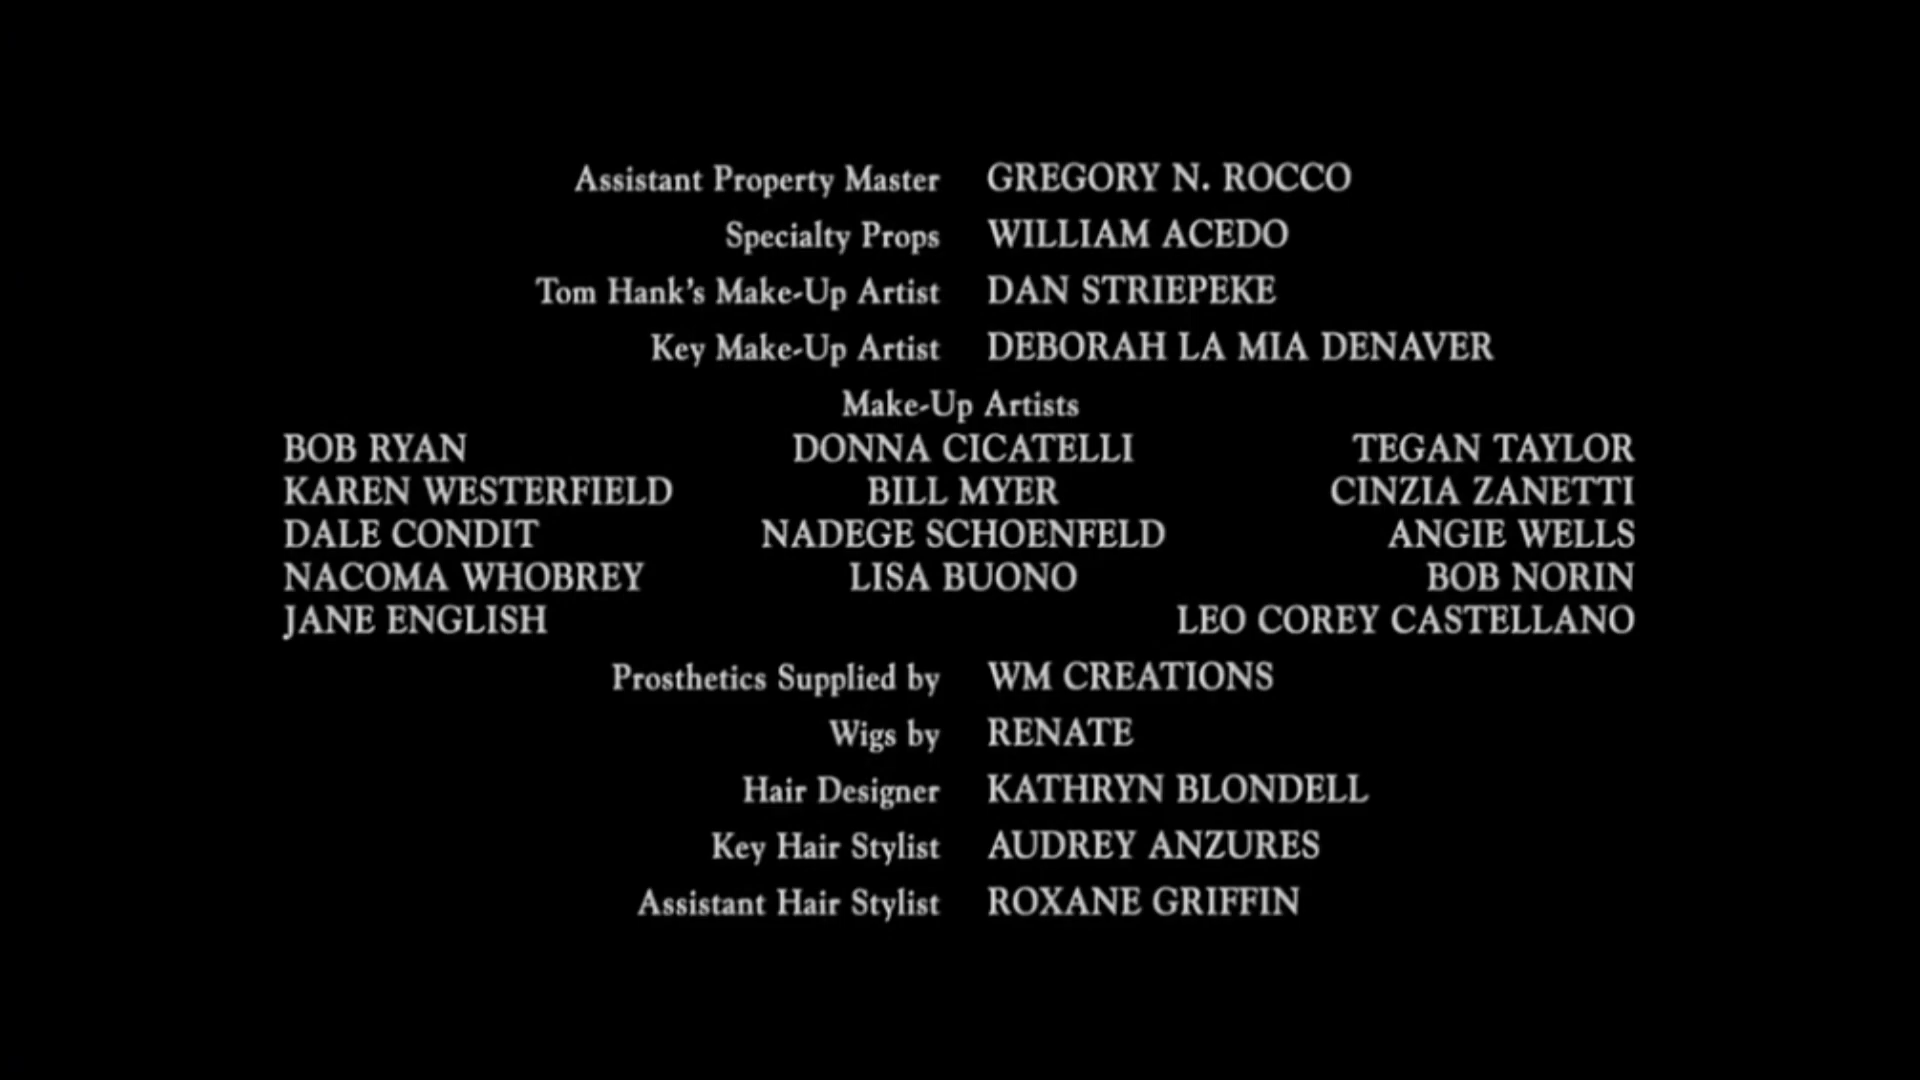 Assistant Property Master GREGORY N. ROCCO
Specialty Props WILLIAM ACEDO
Tom Hank's Make-Up Artist DAN STRIEPEKE
Key Make-Up Artist DEBORAH LA MIA DENAVER
Make-Up Artists
BOB RYAN DONNA CICATELLI TEGAN TAYLOR
KAREN WESTERFIELD BILL MYER CINZIA ZANETTI
DALE CONDIT NADEGE SCHOENFELD ANGIE WELLS
NACOMA WHOBREY LISA BUONO BOB NORIN
JANE ENGLISH LEO COREY CASTELLANO
Prosthetics Supplied by WM CREATIONS
Wigs by RENATE
Hair Designer KATHRYN BLONDELL
Key Hair Stylist AUDREY ANZURES
Assistant Hair Stylist ROXANE GRIFFIN